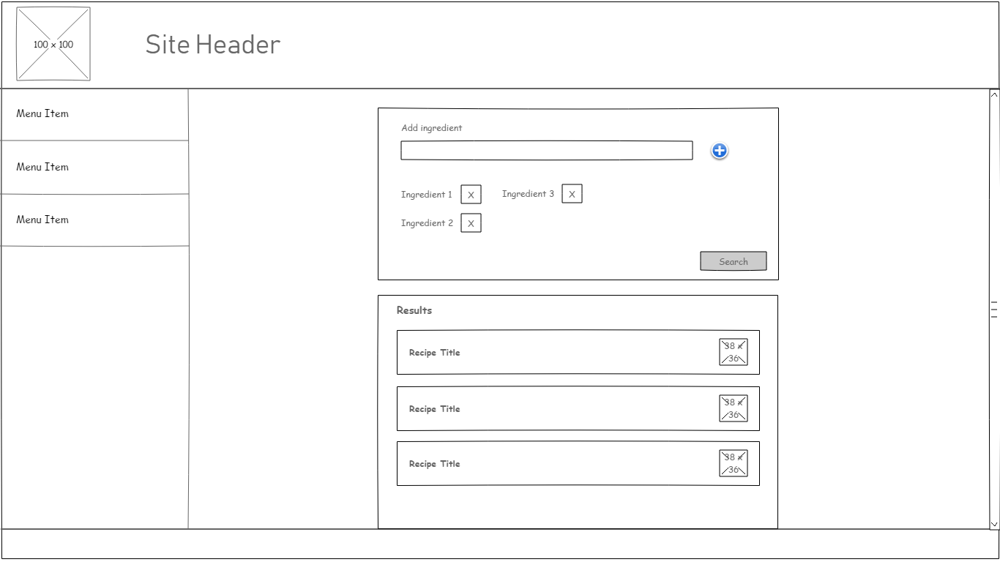 100 x 100
Site Header
Menu Item
Menu Item
Menu Item
Add ingredient
Ingredient 1 X Ingredient 3 X
Ingredient 2 X
Search
Results
Recipe Title
38 x
36
Recipe Title
38 x
36
Recipe Title
38 x
36